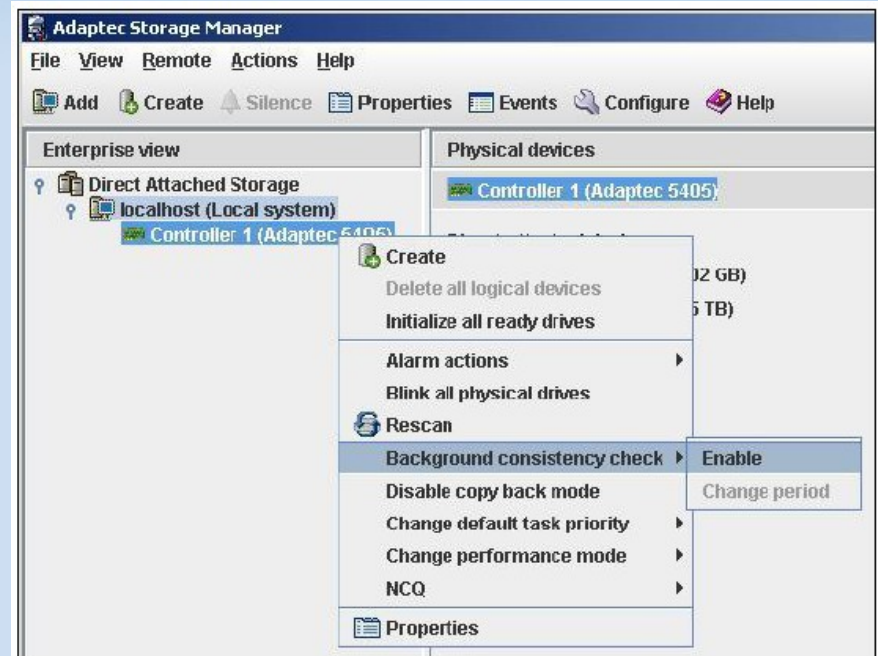 Adaptec Storage Manager
File View Remote Actions Help
Add Create Silence Properties Events Configure Help
Enterprise view
Physical devices
Direct Attached Storage
localhost (Local system)
Controller 1 (Adaptec 5405)
Controller 1 (Adaptec 5405)
Create
Delete all logical devices
Initialize all ready drives
Alarm actions
Blink all physical drives
Rescan
Background consistency check
Disable copy back mode
Change default task priority
Change performance mode
NCQ
Properties
Enable
Change period
GB)
TB)